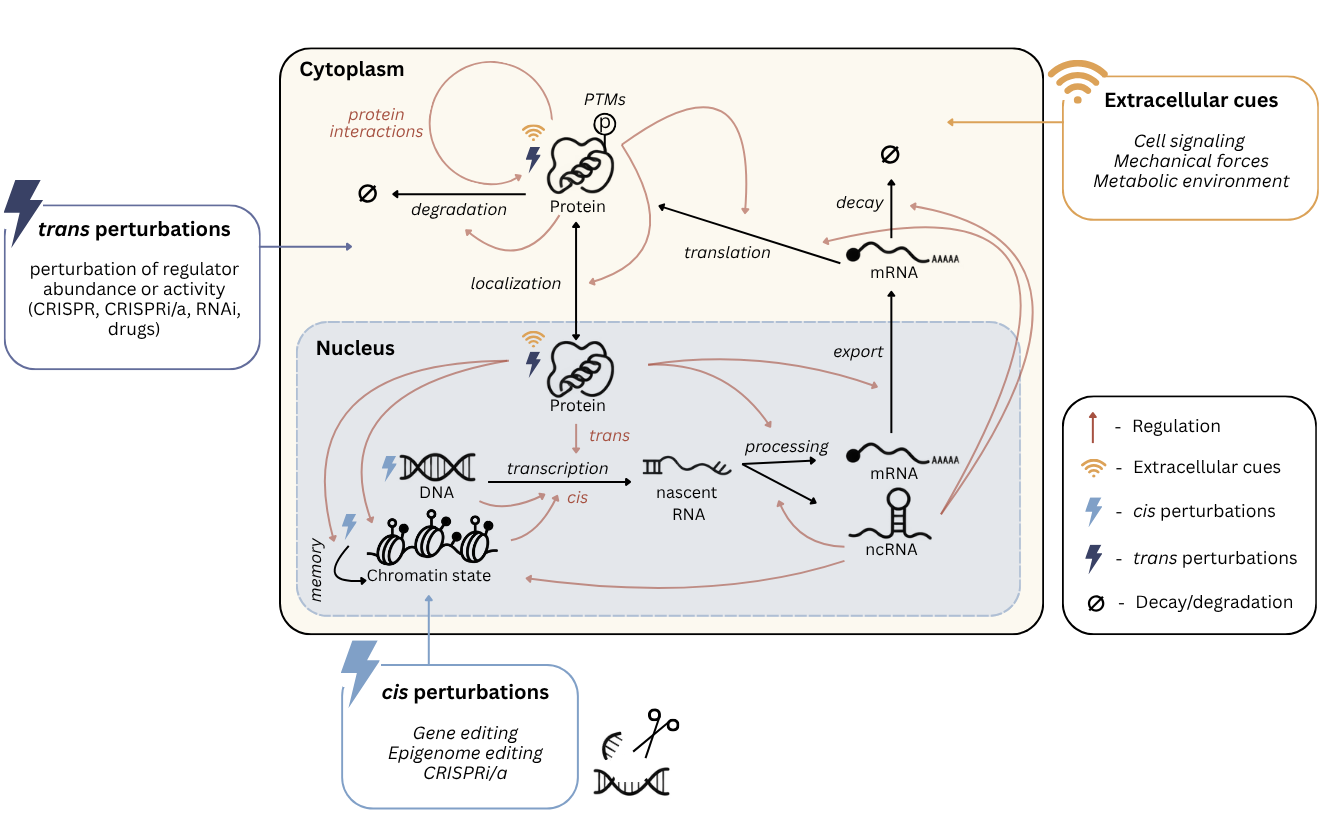 Cytoplasm
PTMs
p
protein
interactions
Protein
Ø
degradation
translation
localization
Ø
decay
mRNA
AAAAA
export
Nucleus
Protein
trans
transcription
cis
DNA
nascent
RNA
processing
mRNA
AAAAA
ncRNA
memory
Chromatin state
trans perturbations
perturbation of regulator
abundance or activity
(CRISPR, CRISPRi/a, RNAi,
drugs)
Extracellular cues
Cell signaling
Mechanical forces
Metabolic environment
- Regulation
- Extracellular cues
- cis perturbations
- trans perturbations
Ø - Decay/degradation
cis perturbations
Gene editing
Epigenome editing
CRISPRi/a